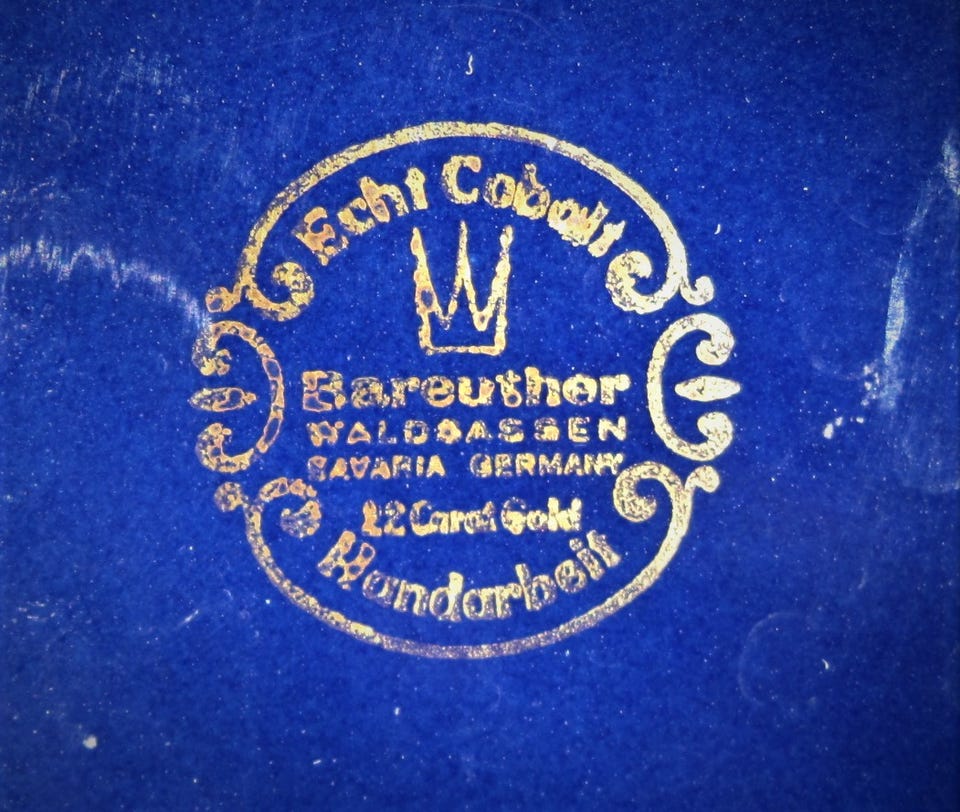 Echt Cobalt
Bareuther
WALDSASSEN
BAVARIA GERMANY
22 Carat Gold
Handarbeit